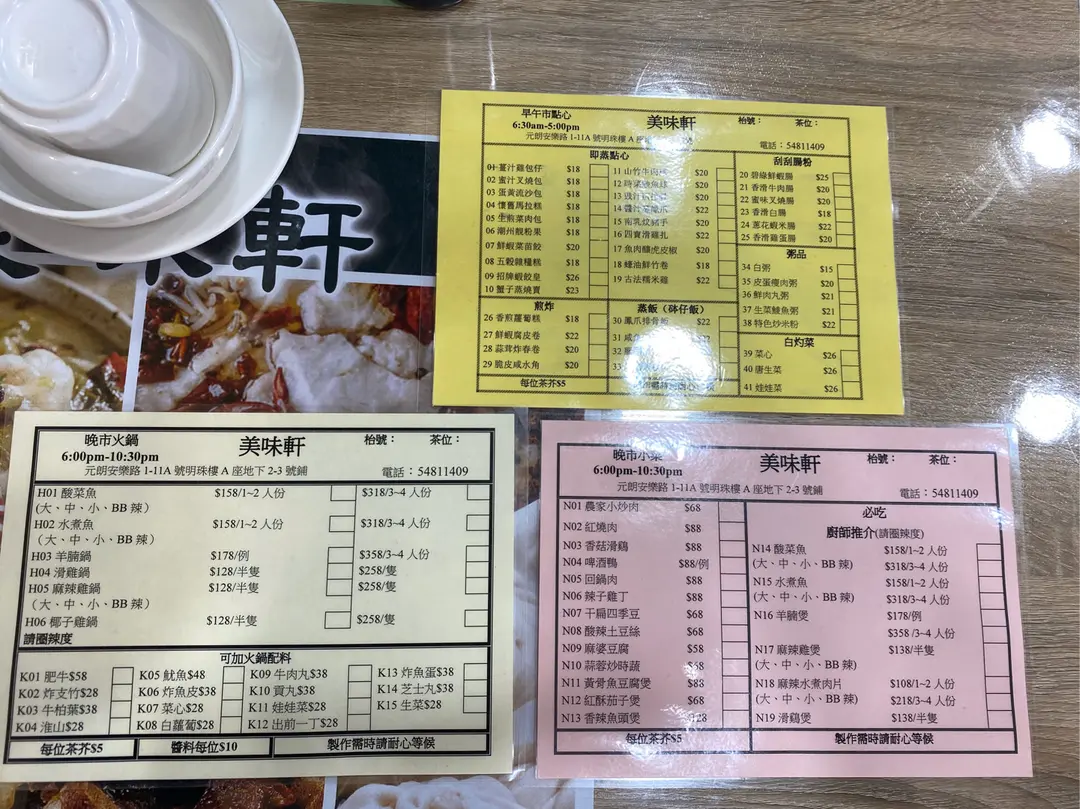 軒
早午市點心
6:30am-5:00pm
美味軒
枱號：
茶位：
元朗安樂路 1-11A 號明珠樓 A
電話：54811409
即蒸點心
01 薑汁雞包仔 $18
02 蜜汁叉燒包 $18
03 蛋黃流沙包 $18
04 懷舊馬拉糕 $18
05 生煎菜肉包 $18
06 潮州靚粉果 $18
07 鮮蝦菜苗餃 $20
08 五榖雜糧糕 $18
09 招牌蝦餃皇 $26
10 蟹子蒸燒賣 $23
11 山竹牛肉 $20
12 $20
13 $20
14 $22
15 南乳 $20
16 四寶滑雞扎 $22
17 魚肉釀虎皮椒 $20
18 蠔油鮮竹卷 $18
19 古法糯米雞 $22
刮刮腸粉
20 碧綠鮮蝦腸 $25
21 香滑牛肉腸 $20
22 蜜味叉燒腸 $20
23 香滑白腸 $18
24 蔥花蝦米腸 $22
25 香滑雞蛋腸 $20
粥品
34 白粥 $15
35 皮蛋瘦肉粥 $20
36 鮮肉丸粥 $21
37 生菜鯪魚粥 $21
38 特色炒米粉 $22
白灼菜
39 菜心 $26
40 唐生菜 $26
41 娃娃菜 $26
煎炸
26 香煎蘿蔔糕 $18
27 鮮蝦腐皮卷 $22
28 蒜茸炸春卷 $20
29 脆皮咸水角 $20
蒸飯（砵仔飯）
30 鳳爪排骨飯 $22
31 咸 $22
32
33
每位茶芥$5
晚市火鍋
6:00pm-10:30pm
美味軒
枱號：
茶位：
元朗安樂路 1-11A 號明珠樓 A 座地下 2-3 號鋪
電話：54811409
H01 酸菜魚 $158/1~2 人份 $318/3~4 人份
(大、中、小、BB 辣)
H02 水煮魚 $158/1~2 人份 $318/3~4 人份
（大、中、小、BB 辣）
H03 羊腩鍋 $178/例 $358/3~4 人份
H04 滑雞鍋 $128/半隻 $258/隻
H05 麻辣雞鍋 $128/半隻 $258/隻
（大、中、小、BB 辣）
H06 椰子雞鍋 $128/半隻 $258/隻
請圈辣度
可加火鍋配料
K01 肥牛$58
K02 炸支竹$28
K03 牛柏葉$38
K04 淮山$28
K05 魷魚$48
K06 炸魚皮$38
K07 菜心$28
K08 白蘿蔔$28
K09 牛肉丸$38
K10 貢丸$38
K11 娃娃菜$28
K12 出前一丁$28
K13 炸魚蛋$38
K14 芝士丸$38
K15 生菜$28
每位茶芥$5
醬料每位$10
製作需時請耐心等候
晚市小菜
6:00pm-10:30pm
美味軒
枱號：
茶位：
元朗安樂路 1-11A 號明珠樓 A 座地下 2-3 號鋪
電話：54811409
N01 農家小炒肉 $68
N02 紅燒肉 $88
N03 香菇滑鷄 $88
N04 啤酒鴨 $88/例
N05 回鍋肉 $88
N06 辣子雞丁 $88
N07 干扁四季豆 $68
N08 酸辣土豆絲 $68
N09 麻婆豆腐 $58
N10 蒜蓉炒時蔬
N11 黃骨魚豆腐煲 $88
N12 紅酥茄子煲 $68
N13 香辣魚頭煲
每位茶芥$5
必吃
廚師推介(請圈辣度)
N14 酸菜魚 $158/1~2 人份
(大、中、小、BB 辣) $318/3~4 人份
N15 水煮魚 $158/1~2 人份
(大、中、小、BB 辣) $318/3~4 人份
N16 羊腩煲 $178/例
$358 /3~4 人份
N17 麻辣雞煲 $138/半隻
(大、中、小、BB 辣)
N18 麻辣水煮肉片 $108/1~2 人份
(大、中、小、BB 辣) $218/3~4 人份
N19 滑鷄煲 $138/半隻
製作需時請耐心等候